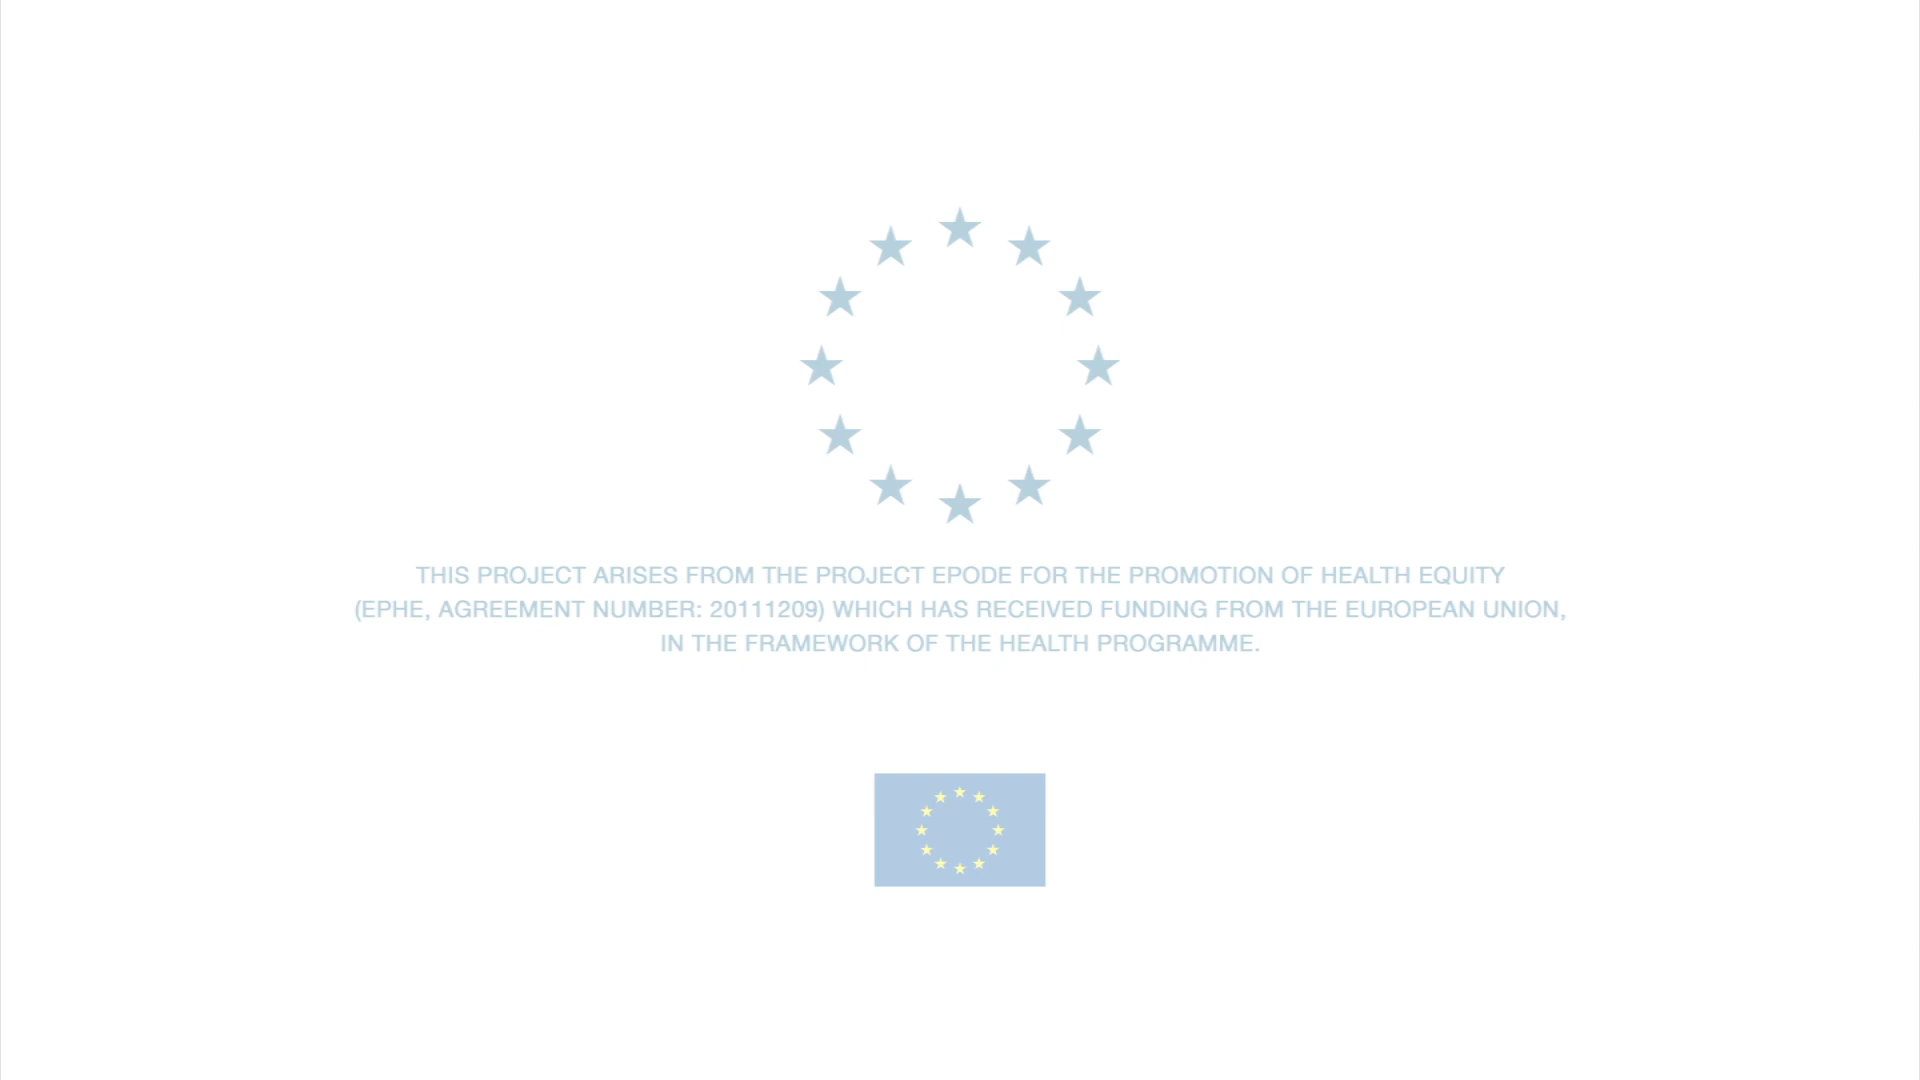 THIS PROJECT ARISES FROM THE PROJECT EPODE FOR THE PROMOTION OF HEALTH EQUITY
(EPHE, AGREEMENT NUMBER: 20111209) WHICH HAS RECEIVED FUNDING FROM THE EUROPEAN UNION,
IN THE FRAMEWORK OF THE HEALTH PROGRAMME.